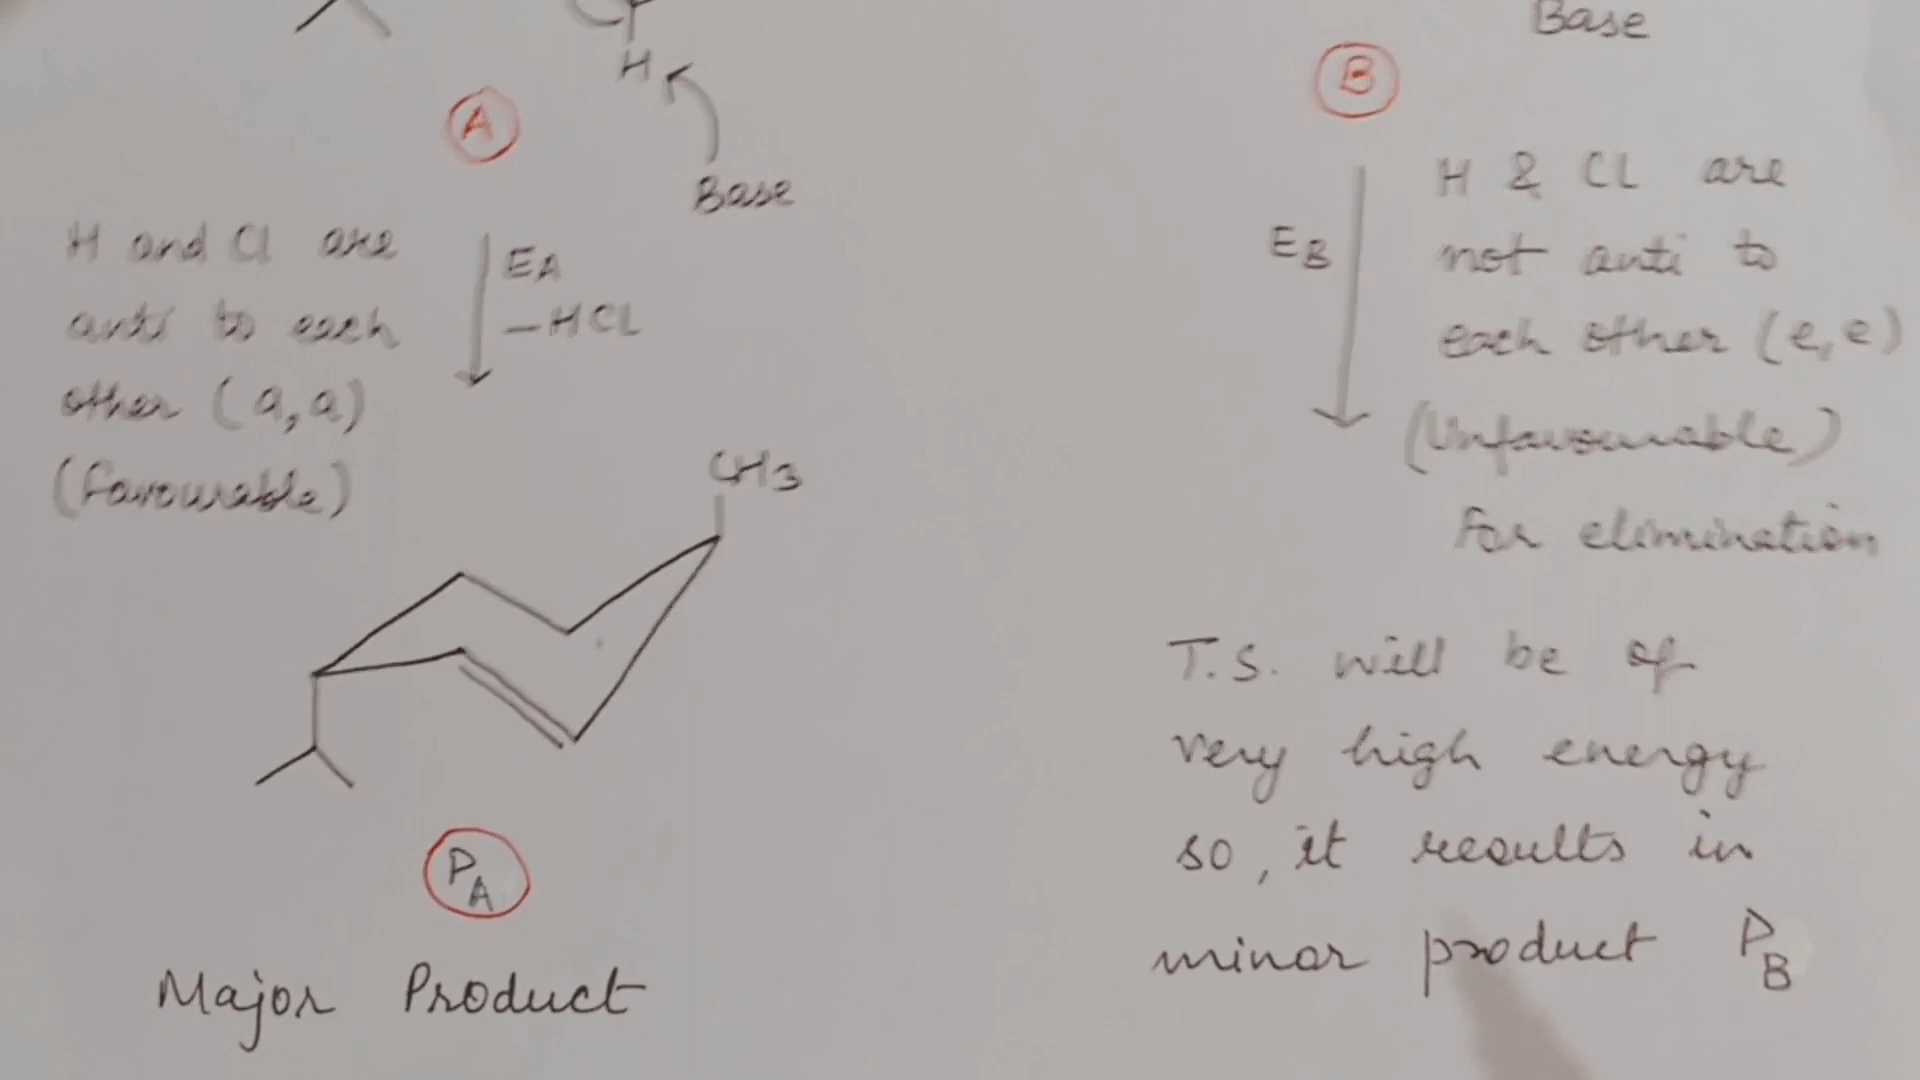 H
A
Base
H and Cl are
anti to each
other (a,a)
(favourable)
EA
-HCL
CH3
PA
Major Product
Base
B
EB
H & CL are
not anti to
each other (e,e)
(Unfavourable)
For elimination
T.S. will be of
very high energy
so, it results in
minor product PB